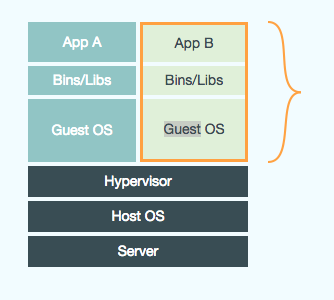 App A
App B
Bins/Libs
Bins/Libs
Guest OS
Guest OS
Hypervisor
Host OS
Server